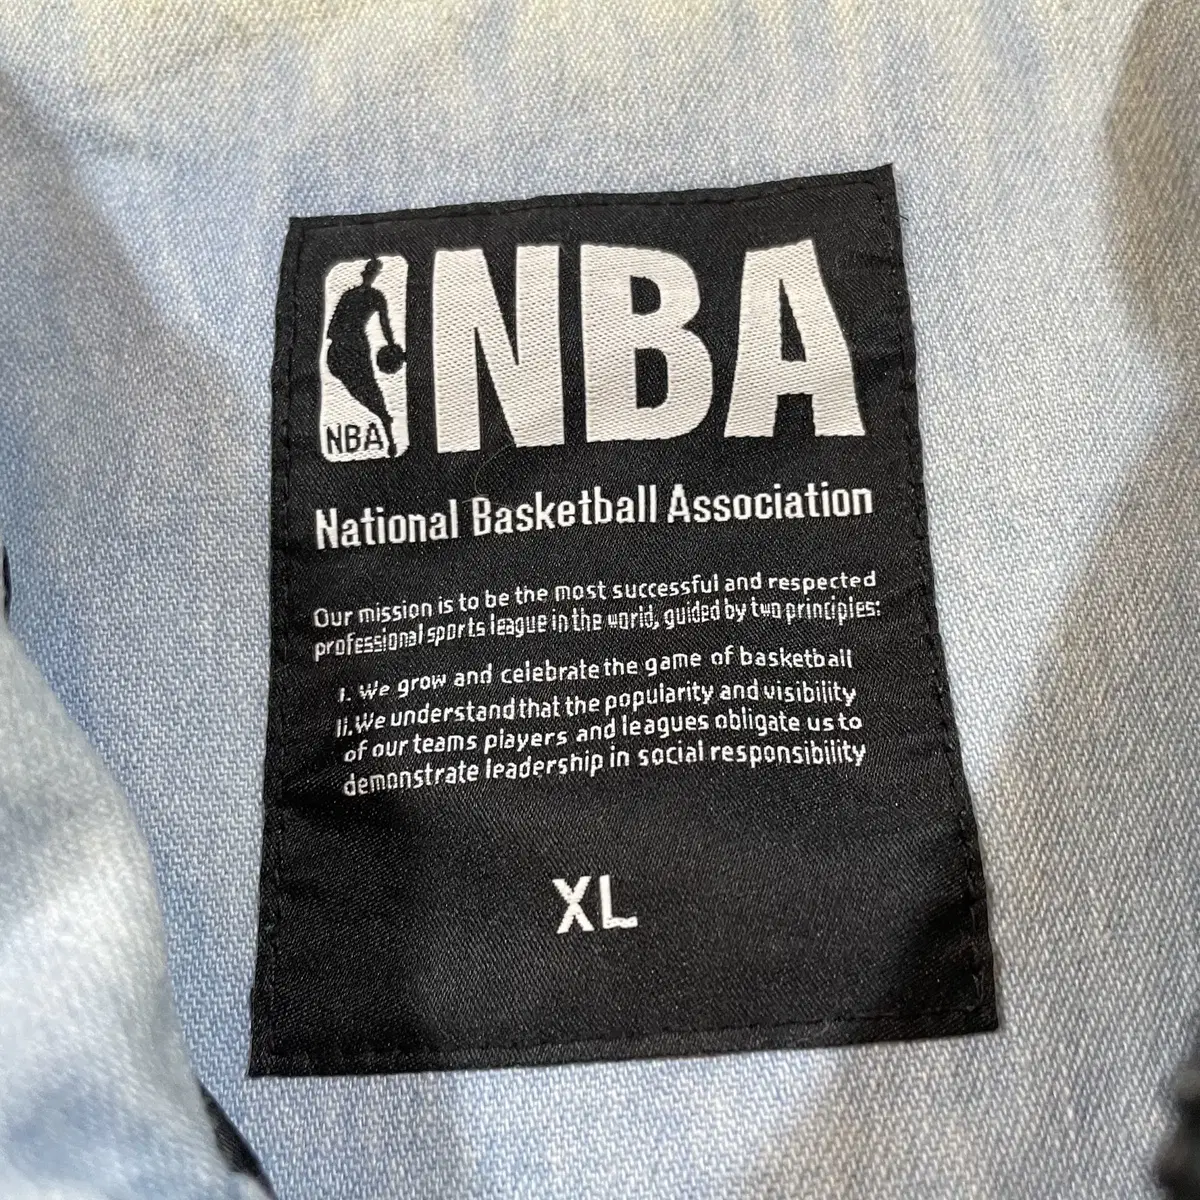 NBA NBA
National Basketball Association
Our mission is to be the most successful and respected
professional sports league in the world, guided by two principles:
I. We grow and celebrate the game of basketball
II. We understand that the popularity and visibility
of our teams players and leagues obligate us to
demonstrate leadership in social responsibility
XL